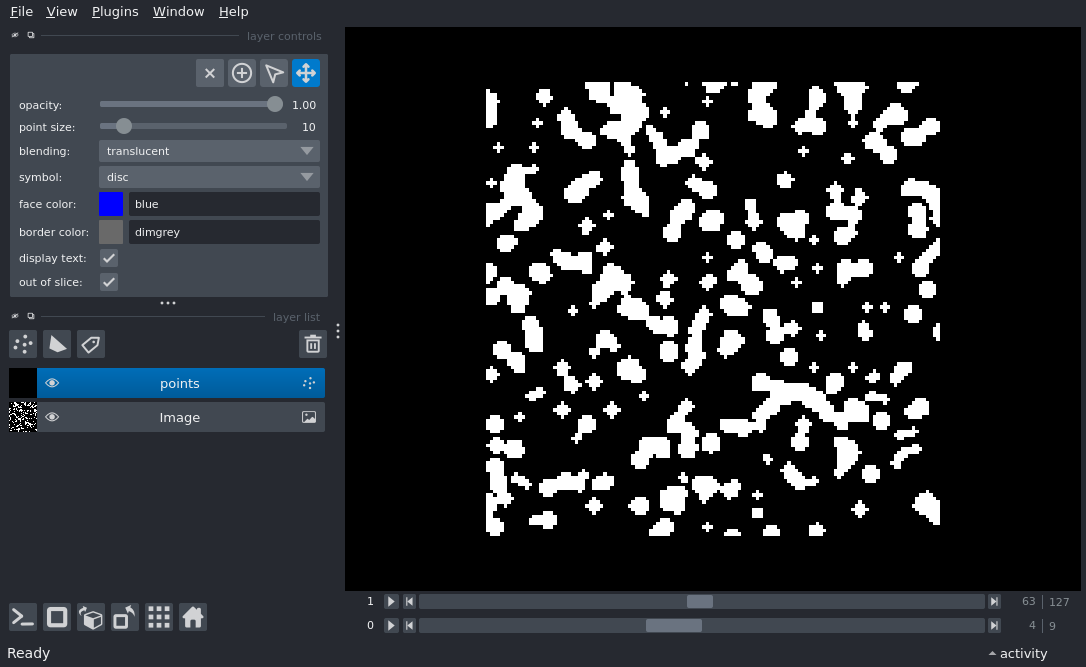 File View Plugins Window Help
layer controls
opacity: 1.00
point size: 10
blending: translucent
symbol: disc
face color: blue
border color: dimgrey
display text:
out of slice:
layer list
points
Image
1 63 127
0 4 9
Ready activity